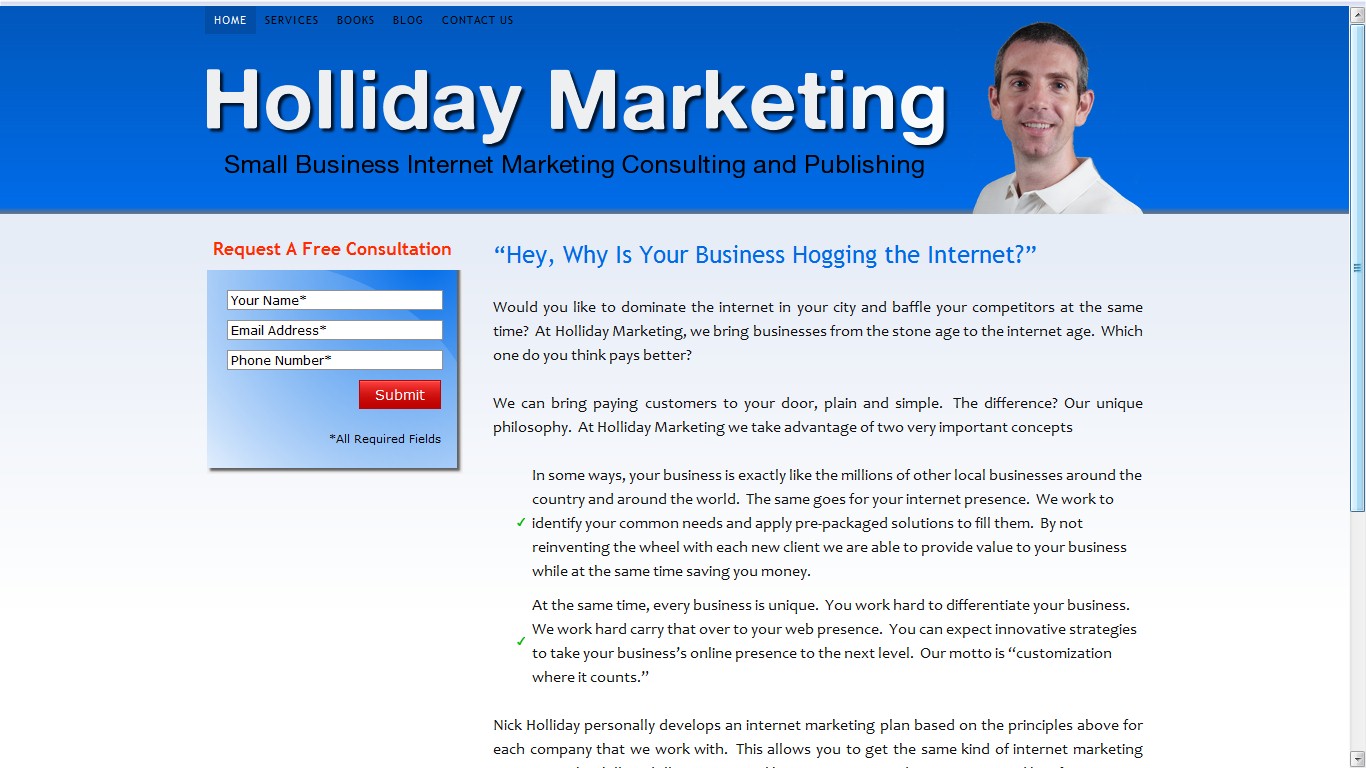 HOME SERVICES BOOKS BLOG CONTACT US
Holliday Marketing
Small Business Internet Marketing Consulting and Publishing
Request A Free Consultation
Your Name*
Email Address*
Phone Number*
Submit
*All Required Fields
“Hey, Why Is Your Business Hogging the Internet?”
Would you like to dominate the internet in your city and baffle your competitors at the same
time? At Holliday Marketing, we bring businesses from the stone age to the internet age. Which
one do you think pays better?
We can bring paying customers to your door, plain and simple. The difference? Our unique
philosophy. At Holliday Marketing we take advantage of two very important concepts
In some ways, your business is exactly like the millions of other local businesses around the
country and around the world. The same goes for your internet presence. We work to
✓ identify your common needs and apply pre-packaged solutions to fill them. By not
reinventing the wheel with each new client we are able to provide value to your business
while at the same time saving you money.
At the same time, every business is unique. You work hard to differentiate your business.
✓ We work hard carry that over to your web presence. You can expect innovative strategies
to take your business’s online presence to the next level. Our motto is “customization
where it counts.”
Nick Holliday personally develops an internet marketing plan based on the principles above for
each company that we work with. This allows you to get the same kind of internet marketing